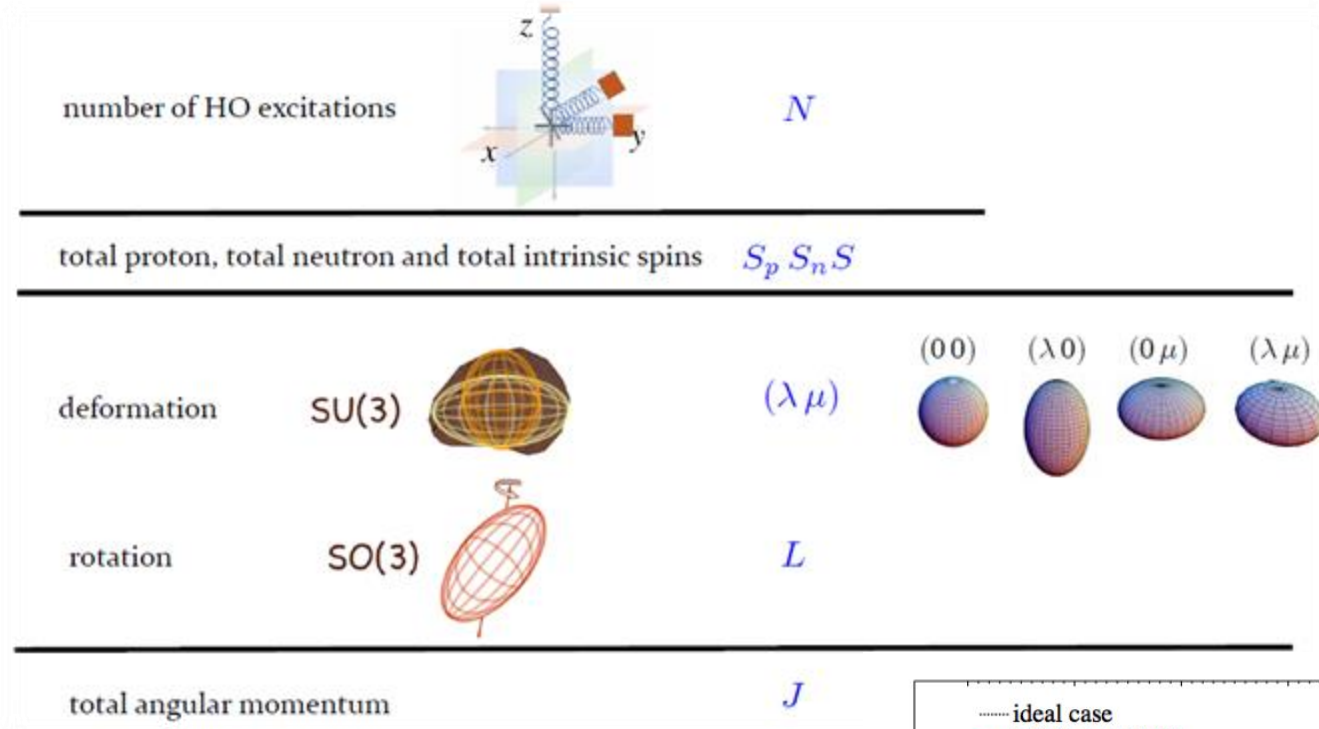 z
number of HO excitations
N
x
y
total proton, total neutron and total intrinsic spins S_p S_n S
(0 0) (λ 0) (0 μ) (λ μ)
deformation SU(3) (λ μ)
rotation SO(3) L
total angular momentum J
ideal case